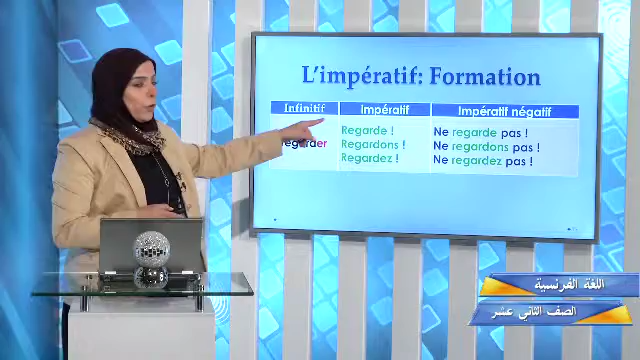 L'impératif: Formation
Infinitif impératif Impératif négatif
regarder
Regarde ! Ne regarde pas !
Regardons ! Ne regardons pas !
Regardez ! Ne regardez pas !
اللغة الفرنسية
الصف الثاني عشر